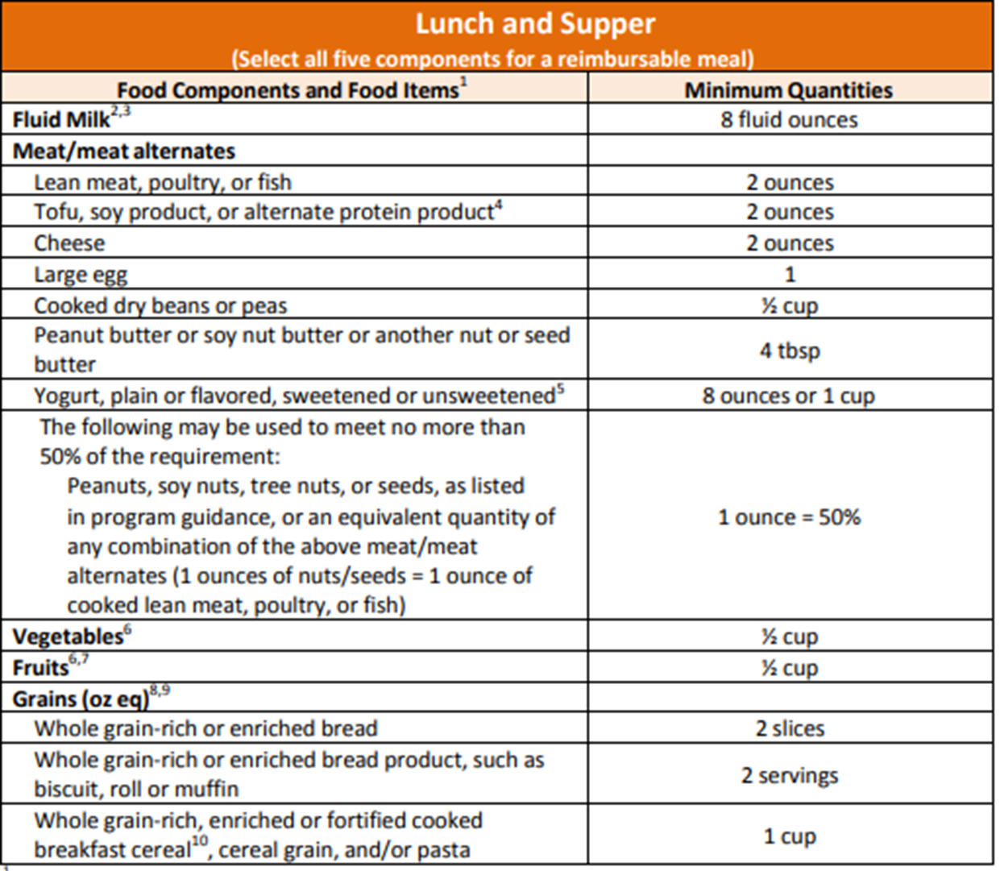 Lunch and Supper
(Select all five components for a reimbursable meal)
Food Components and Food Items¹ Minimum Quantities
Fluid Milk²,³ 8 fluid ounces
Meat/meat alternates
Lean meat, poultry, or fish 2 ounces
Tofu, soy product, or alternate protein product⁴ 2 ounces
Cheese 2 ounces
Large egg 1
Cooked dry beans or peas ½ cup
Peanut butter or soy nut butter or another nut or seed
butter
4 tbsp
Yogurt, plain or flavored, sweetened or unsweetened⁵ 8 ounces or 1 cup
The following may be used to meet no more than
50% of the requirement:
Peanuts, soy nuts, tree nuts, or seeds, as listed
in program guidance, or an equivalent quantity of
any combination of the above meat/meat
alternates (1 ounces of nuts/seeds = 1 ounce of
cooked lean meat, poultry, or fish)
1 ounce = 50%
Vegetables⁶ ½ cup
Fruits⁶,⁷ ½ cup
Grains (oz eq)⁸,⁹
Whole grain-rich or enriched bread 2 slices
Whole grain-rich or enriched bread product, such as
biscuit, roll or muffin
2 servings
Whole grain-rich, enriched or fortified cooked
breakfast cereal¹⁰, cereal grain, and/or pasta
1 cup